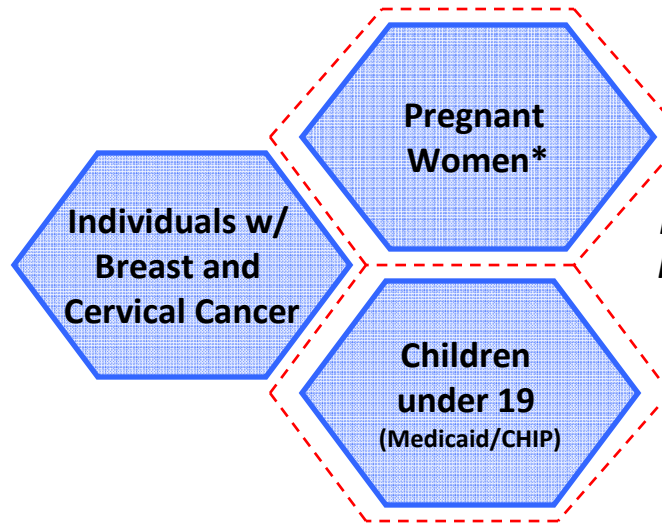 Pregnant
Women*
Individuals w/
Breast and
Cervical Cancer
Children
under 19
(Medicaid/CHIP)